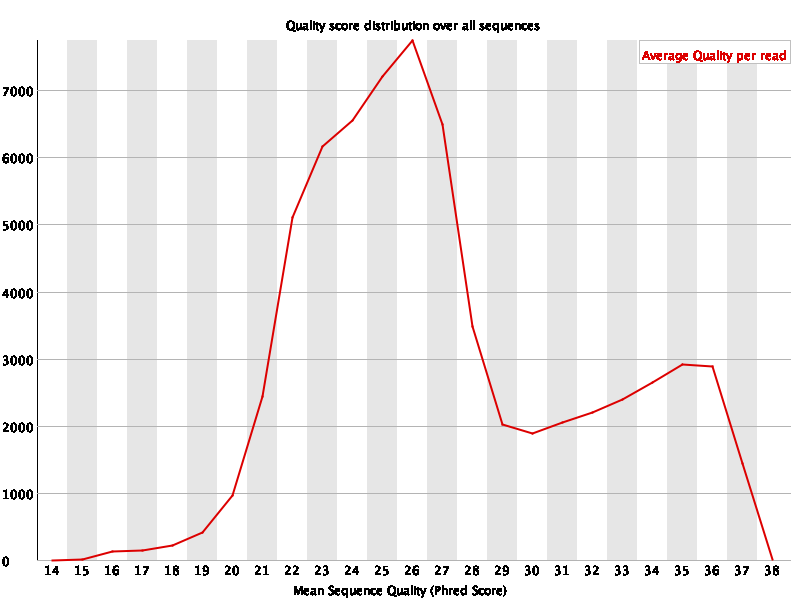 Quality score distribution over all sequences
Average Quality per read
7000
6000
5000
4000
3000
2000
1000
0
14 15 16 17 18 19 20 21 22 23 24 25 26 27 28 29 30 31 32 33 34 35 36 37 38
Mean Sequence Quality (Phred Score)